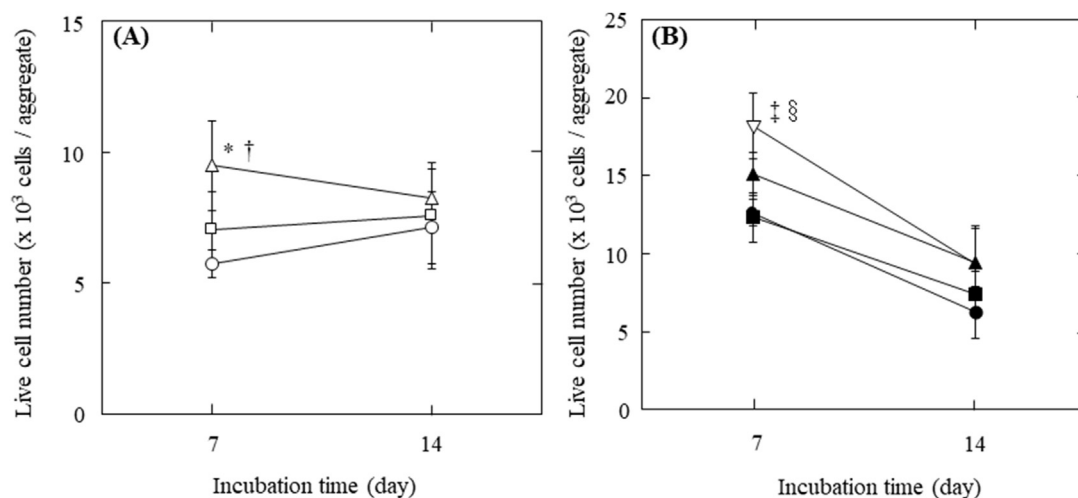 (A)
Live cell number (x 10³ cells / aggregate)
15
10
5
0
* †
7
14
Incubation time (day)
(B)
Live cell number (x 10³ cells / aggregate)
25
20
15
10
5
0
‡ §
7
14
Incubation time (day)